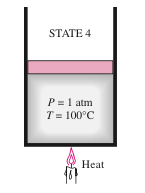 STATE 4
P = 1 atm
T = 100°C
Heat